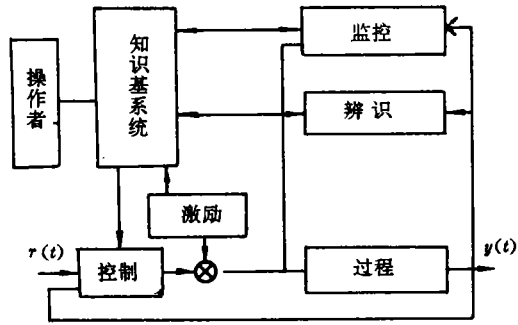 操作者
知识基系统
监控
辨识
激励
r(t)
控制
过程
y(t)